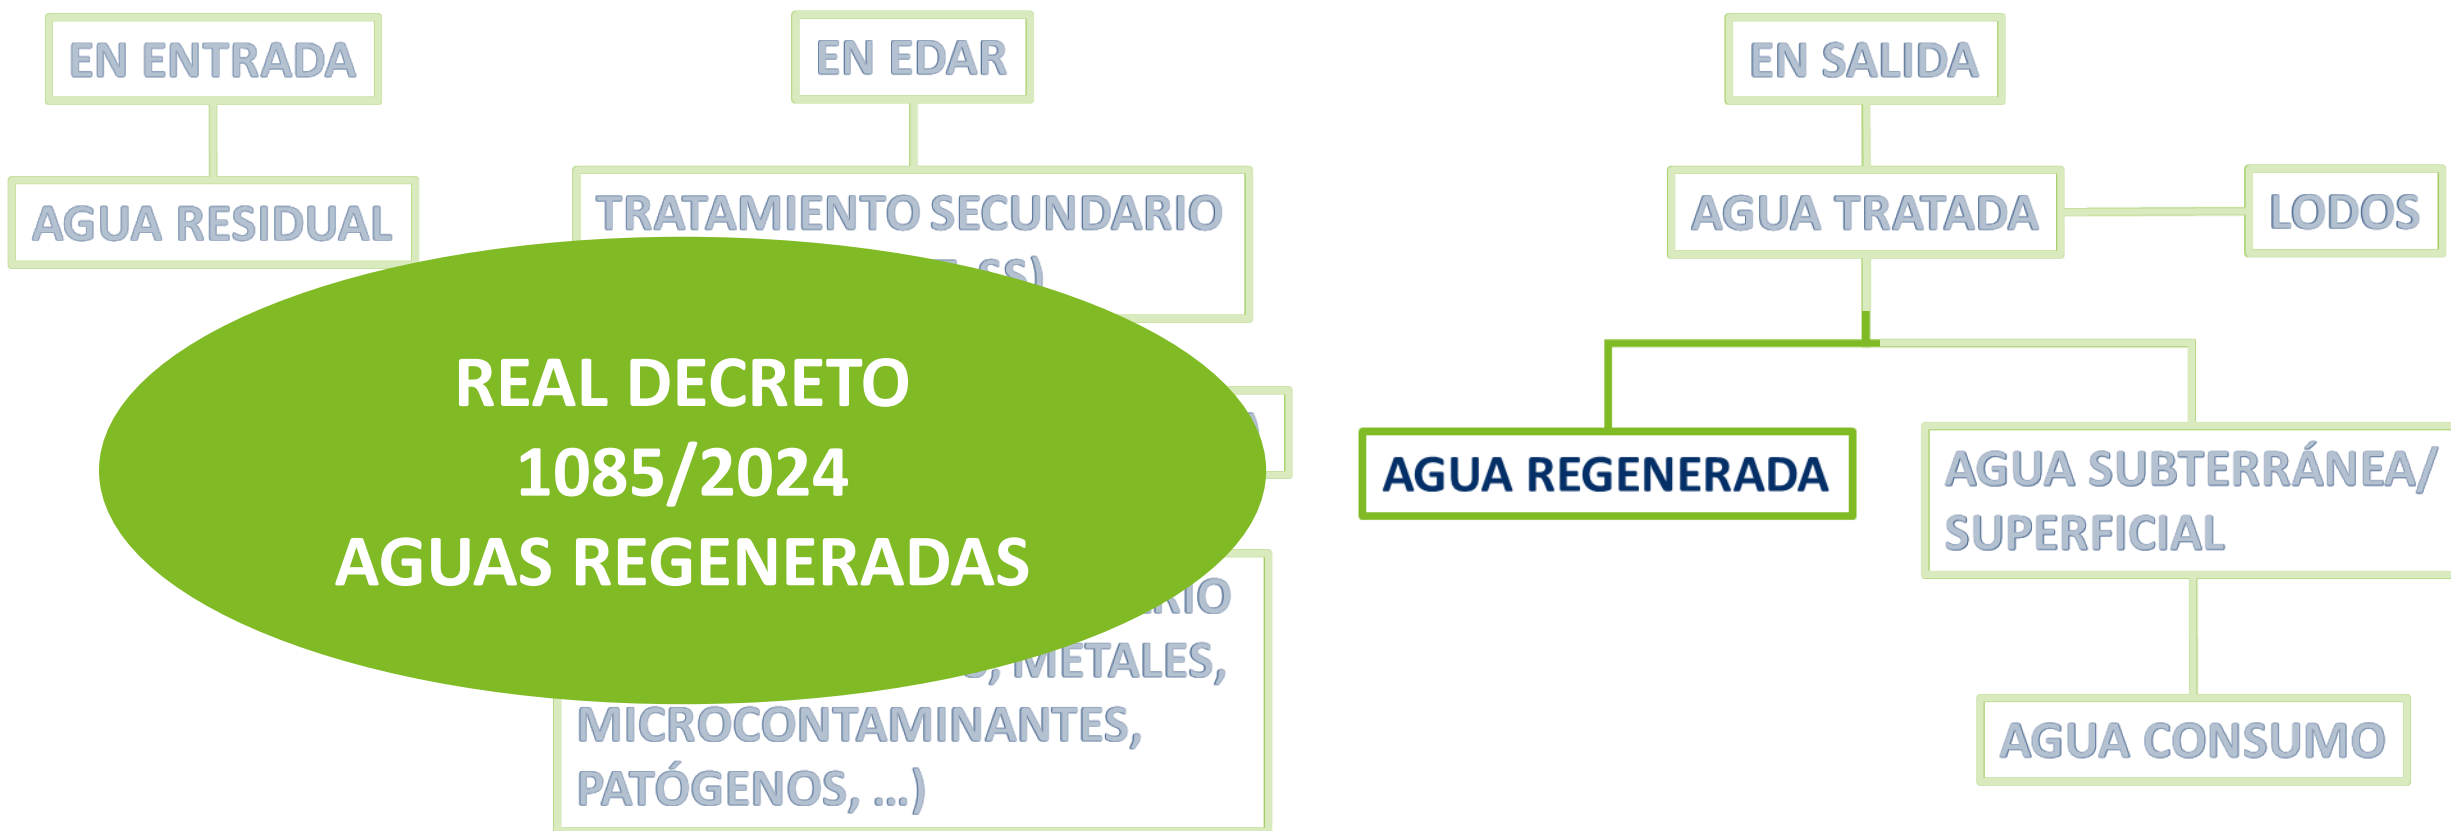 EN ENTRADA
AGUA RESIDUAL
EN EDAR
TRATAMIENTO SECUNDARIO
SS)
REAL DECRETO
1085/2024
AGUAS REGENERADAS
METALES,
MICROCONTAMINANTES,
PATÓGENOS, ...)
EN SALIDA
AGUA TRATADA
LODOS
AGUA REGENERADA
AGUA SUBTERRÁNEA/
SUPERFICIAL
AGUA CONSUMO